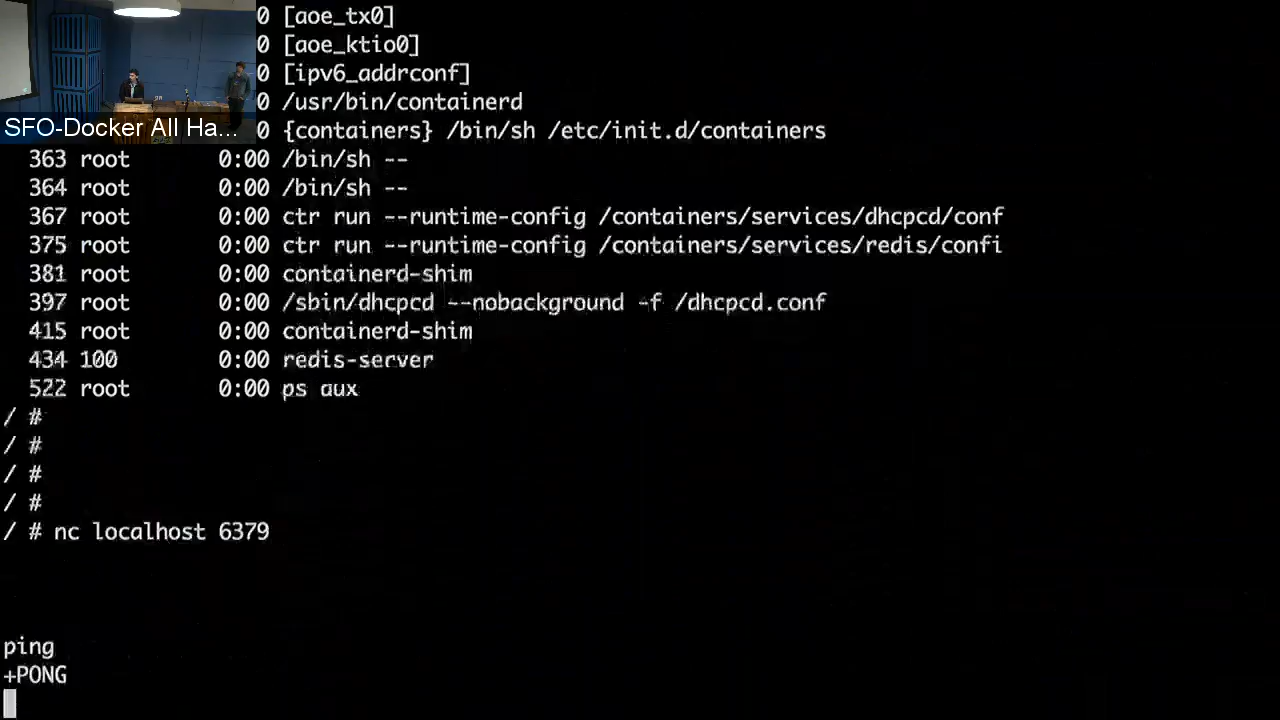 0 [aoe_tx0]
0 [aoe_ktio0]
0 [ipv6_addrconf]
0 /usr/bin/containerd
SFO-Docker All Ha...
0 {containers} /bin/sh /etc/init.d/containers
363 root 0:00 /bin/sh --
364 root 0:00 /bin/sh --
367 root 0:00 ctr run --runtime-config /containers/services/dhcpcd/conf
375 root 0:00 ctr run --runtime-config /containers/services/redis/confi
381 root 0:00 containerd-shim
397 root 0:00 /sbin/dhcpcd --nobackground -f /dhcpcd.conf
415 root 0:00 containerd-shim
434 100 0:00 redis-server
522 root 0:00 ps aux
/ #
/ #
/ #
/ #
/ # nc localhost 6379
ping
+PONG